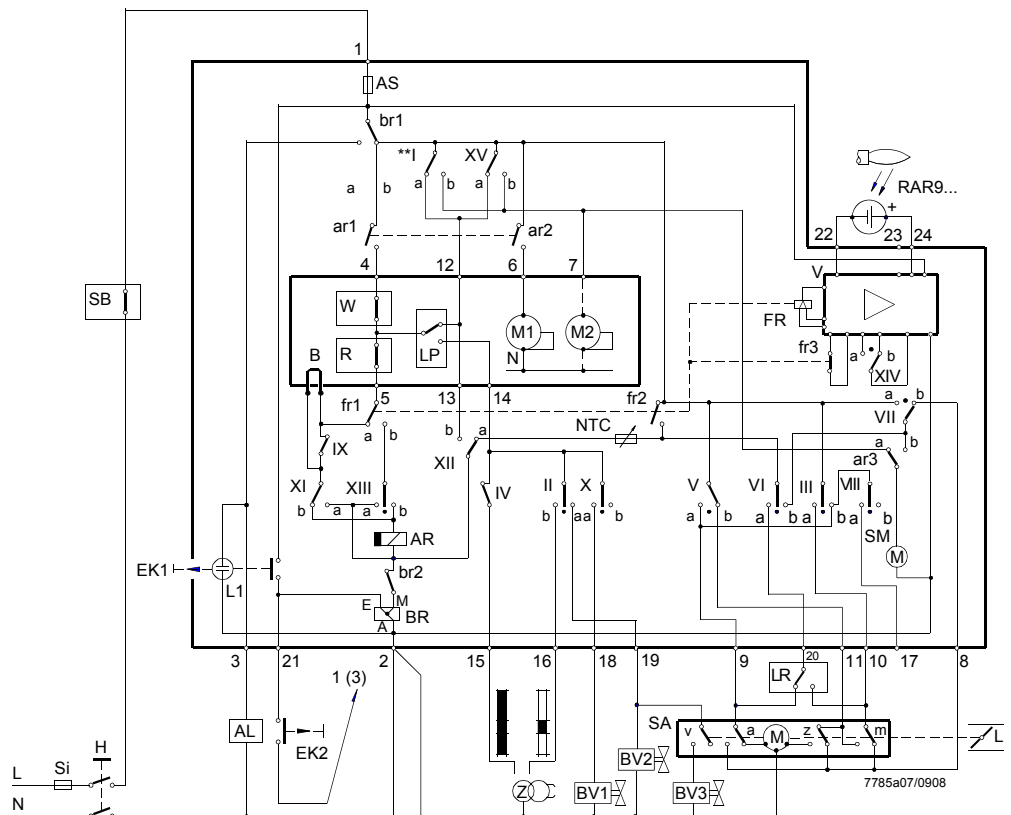 1
AS
br1
**I
XV
a
b
a
b
a
b
RAR9...
+
ar1
ar2
22
23
24
4
12
6
7
V
SB
W
M1
M2
FR
LP
N
R
B
fr3
a
b
XIV
fr1
5
13
14
fr2
a
b
VII
NTC
a
b
b
a
IX
XII
a
b
ar3
XI
XIII
IV
II
X
V
VI
III
VIII
b
a
a
b
b
a
a
b
a
b
a
b
a
b
a
b
SM
AR
M
EK1
L1
br2
E
M
BR
A
3
21
2
15
16
18
19
9
20
11
10
17
8
1 (3)
LR
AL
SA
v
a
M
z
m
L
EK2
H
BV2
7785a07/0908
L
Si
N
Z
BV1
BV3